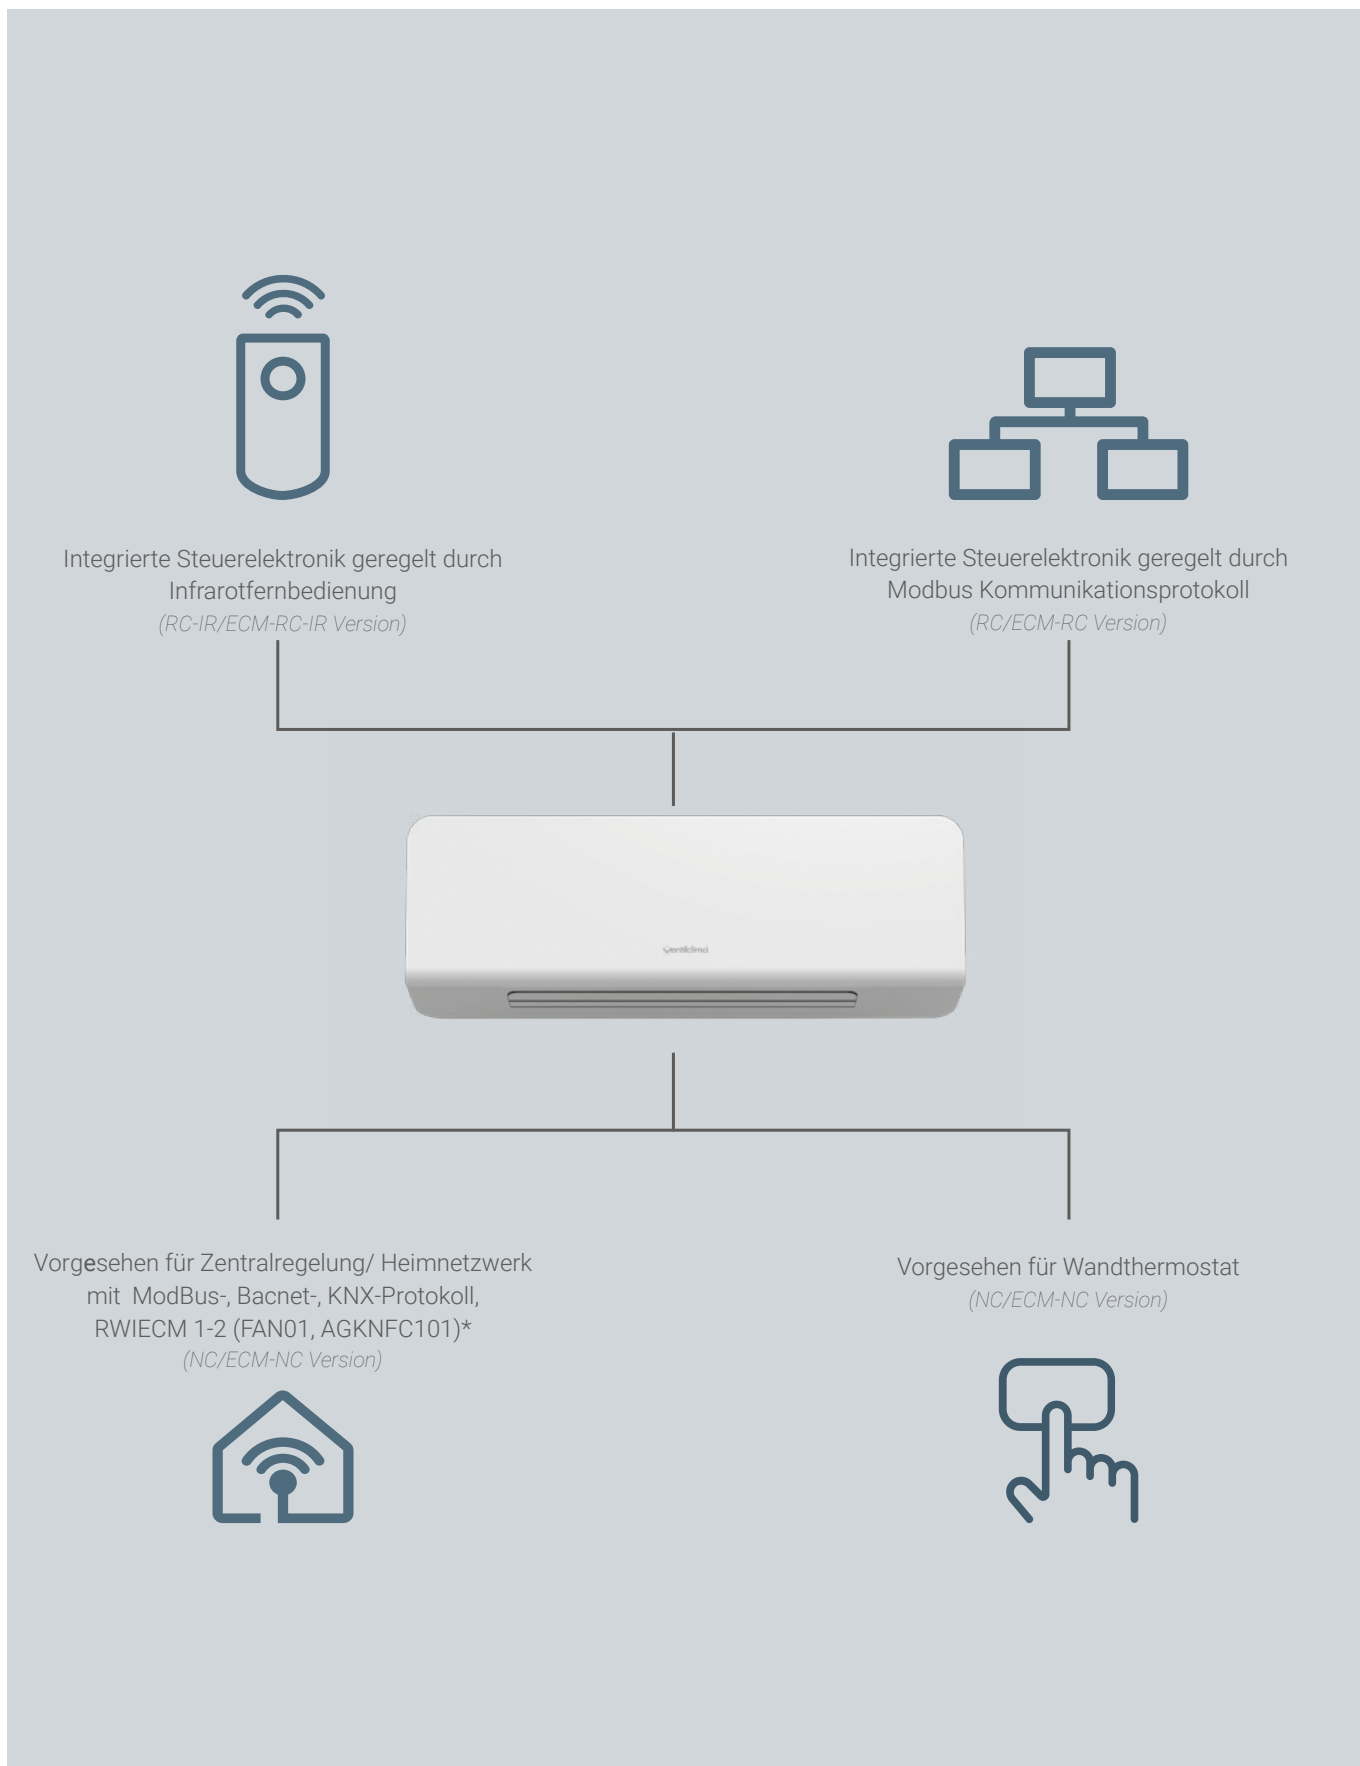 Integrierte Steuerelektronik geregelt durch
Infrarotfernbedienung
(RC-IR/ECM-RC-IR Version)
Integrierte Steuerelektronik geregelt durch
Modbus Kommunikationsprotokoll
(RC/ECM-RC Version)
Ventilclima
Vorgesehen für Zentralregelung/ Heimnetzwerk
mit ModBus-, Bacnet-, KNX-Protokoll,
RWIECM 1-2 (FAN01, AGKNFC101)*
(NC/ECM-NC Version)
Vorgesehen für Wandthermostat
(NC/ECM-NC Version)